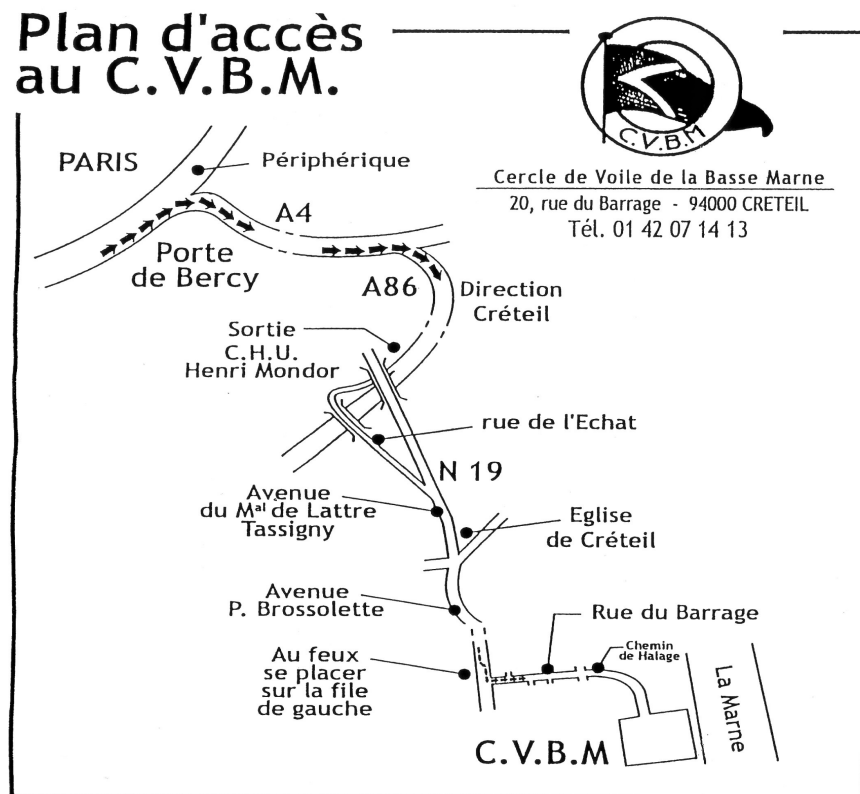 Plan d'accès
au C.V.B.M.
C.V.B.M
Cercle de Voile de la Basse Marne
20, rue du Barrage - 94000 CRETEIL
Tél. 01 42 07 14 13
PARIS
Périphérique
A4
Porte
de Bercy
A86
Direction
Créteil
Sortie
C.H.U.
Henri Mondor
rue de l'Echat
N 19
Avenue
du Mal de Lattre
Tassigny
Eglise
de Créteil
Avenue
P. Brossolette
Rue du Barrage
Chemin
de Halage
Au feux
se placer
sur la file
de gauche
La Marne
C.V.B.M